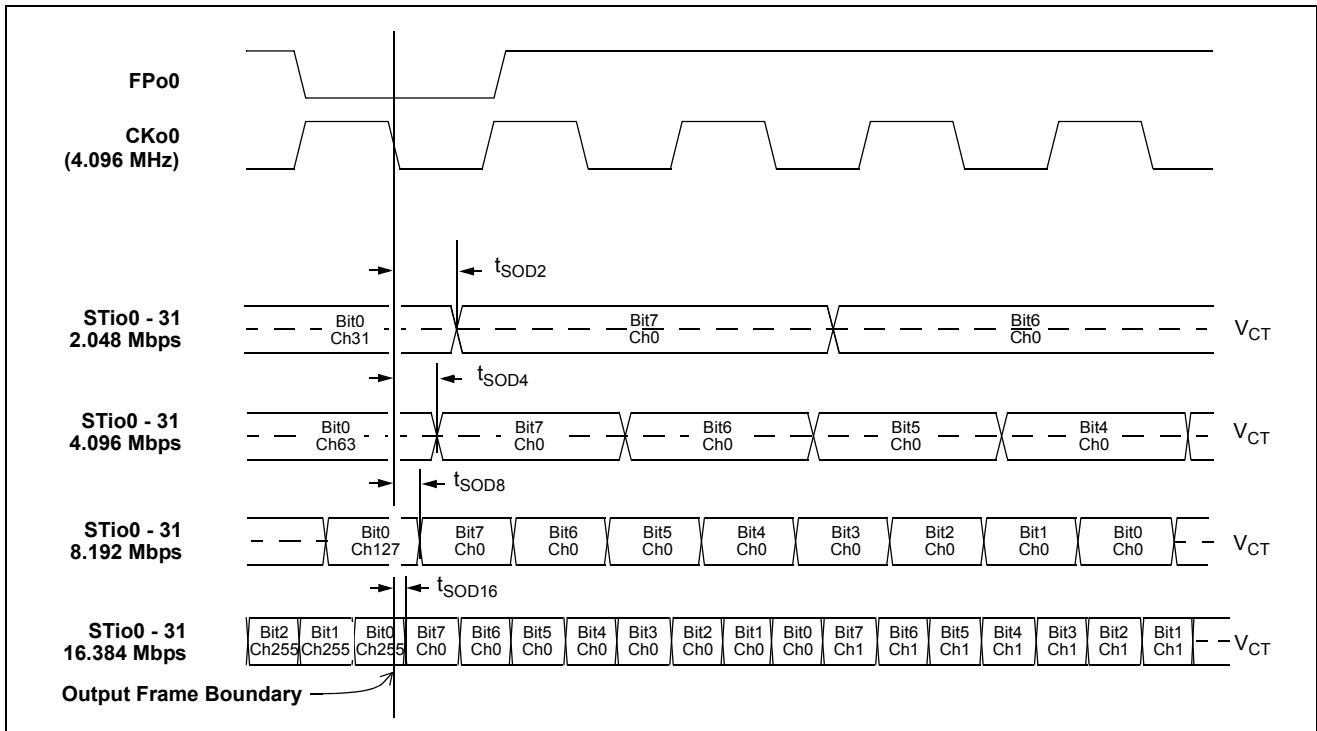 FPo0
CKo0
(4.096 MHz)
tSOD2
STio0 - 31
2.048 Mbps
Bit0
Ch31
Bit7
Ch0
Bit6
Ch0
VCT
tSOD4
STio0 - 31
4.096 Mbps
Bit0
Ch63
Bit7
Ch0
Bit6
Ch0
Bit5
Ch0
Bit4
Ch0
VCT
tSOD8
STio0 - 31
8.192 Mbps
Bit0
Ch127
Bit7
Ch0
Bit6
Ch0
Bit5
Ch0
Bit4
Ch0
Bit3
Ch0
Bit2
Ch0
Bit1
Ch0
Bit0
Ch0
VCT
tSOD16
STio0 - 31
16.384 Mbps
Bit2
Ch255
Bit1
Ch255
Bit0
Ch255
Bit7
Ch0
Bit6
Ch0
Bit5
Ch0
Bit4
Ch0
Bit3
Ch0
Bit2
Ch0
Bit1
Ch0
Bit0
Ch0
Bit7
Ch1
Bit6
Ch1
Bit5
Ch1
Bit4
Ch1
Bit3
Ch1
Bit2
Ch1
Bit1
Ch1
VCT
Output Frame Boundary